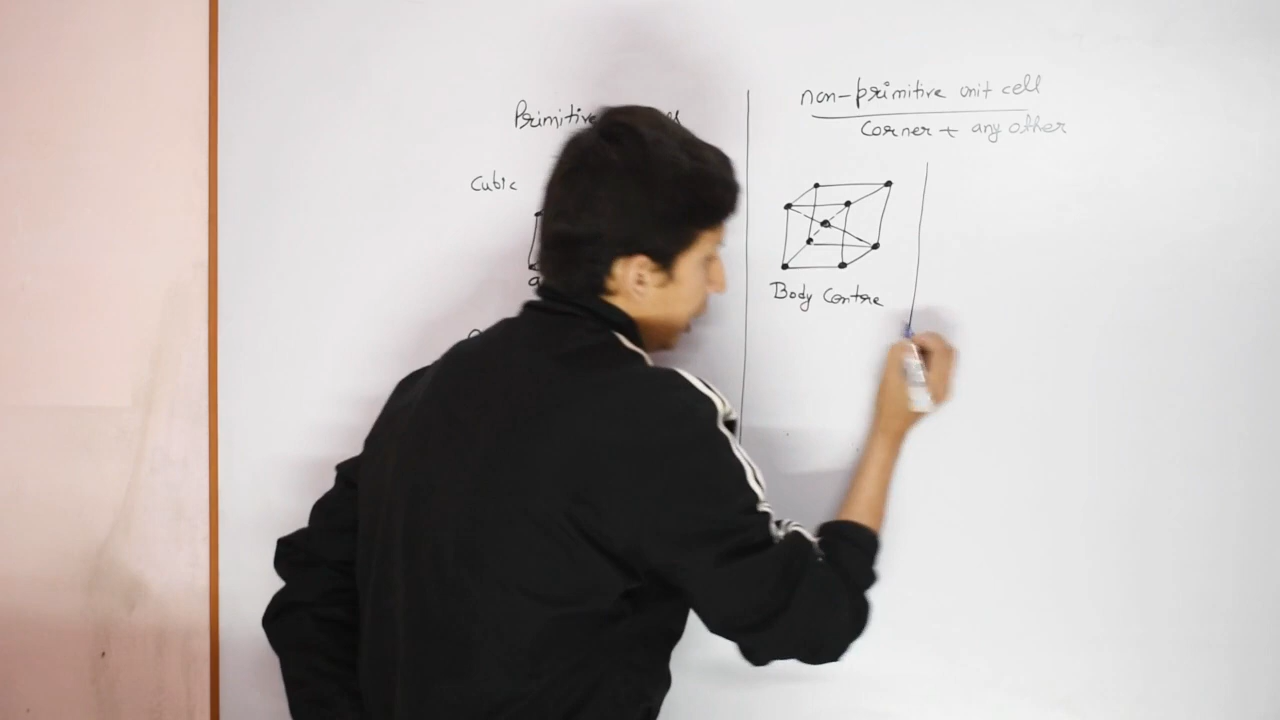 Primitive
Cubic
a
non-primitive unit cell
Corner + any other
Body Centre